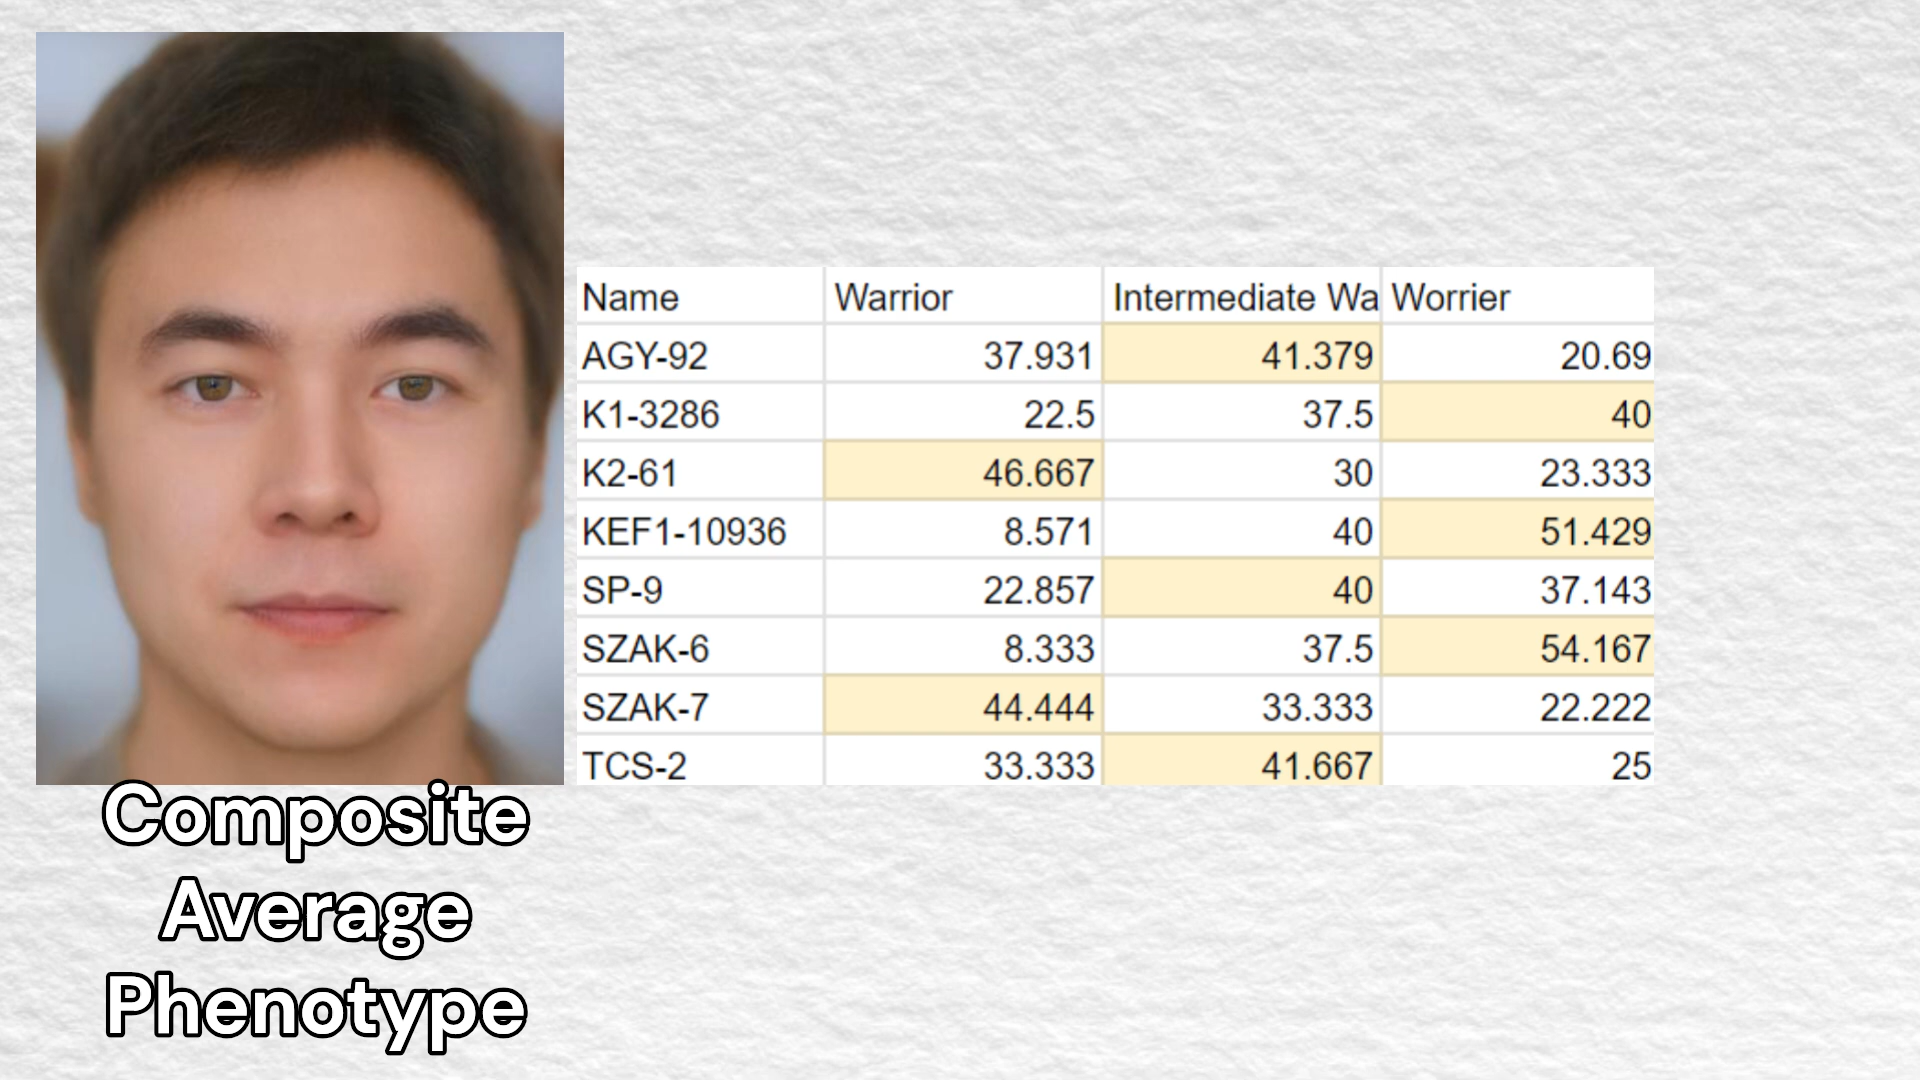 Name Warrior Intermediate Wa Worrier
AGY-92 37.931 41.379 20.69
K1-3286 22.5 37.5 40
K2-61 46.667 30 23.333
KEF1-10936 8.571 40 51.429
SP-9 22.857 40 37.143
SZAK-6 8.333 37.5 54.167
SZAK-7 44.444 33.333 22.222
TCS-2 33.333 41.667 25
Composite
Average
Phenotype